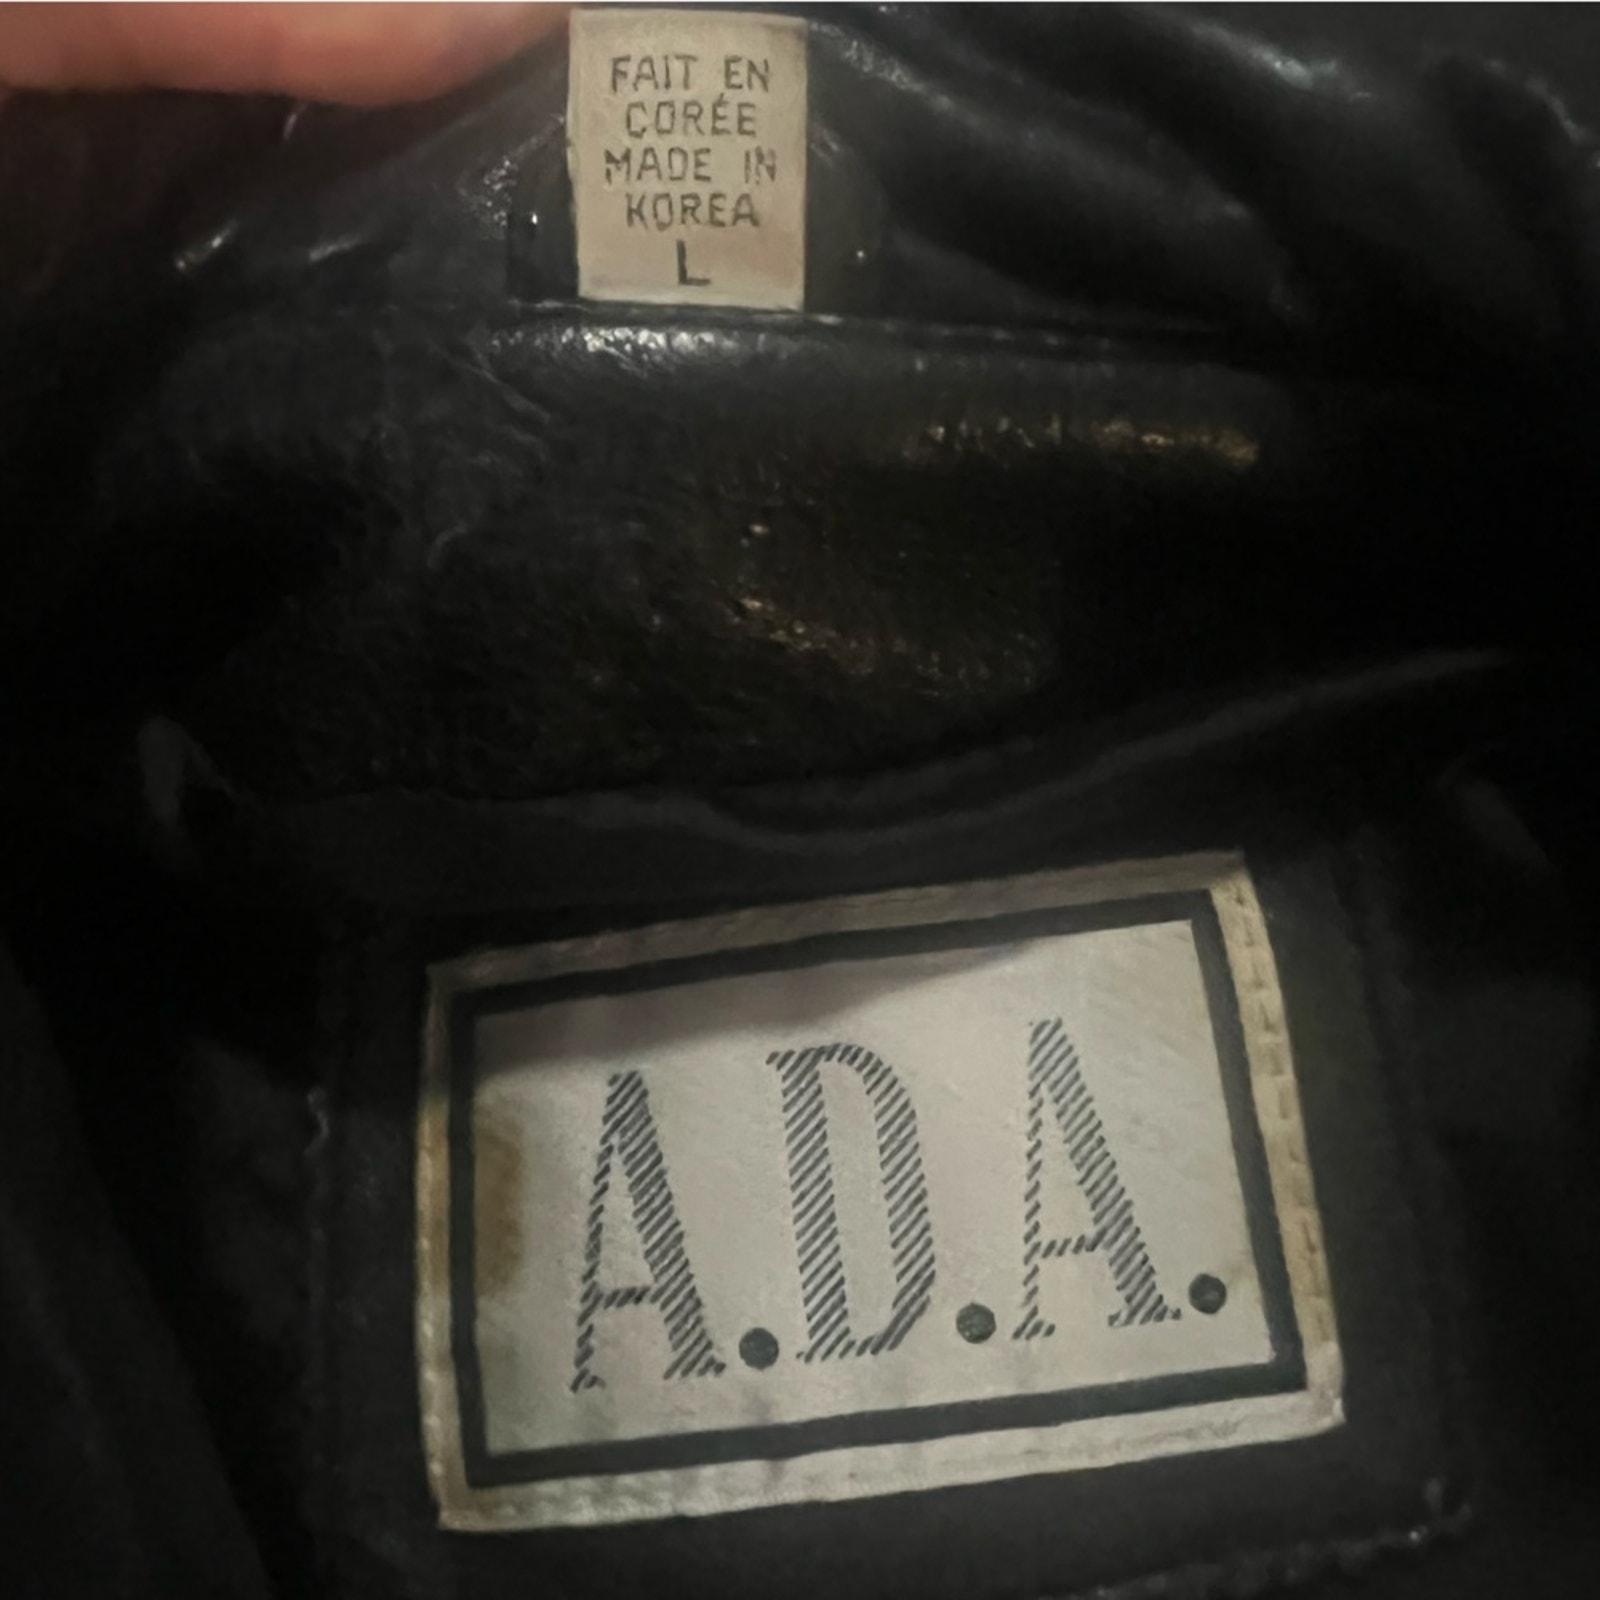 FAIT EN
CORÉE
MADE IN
KOREA
L
A.D.A.